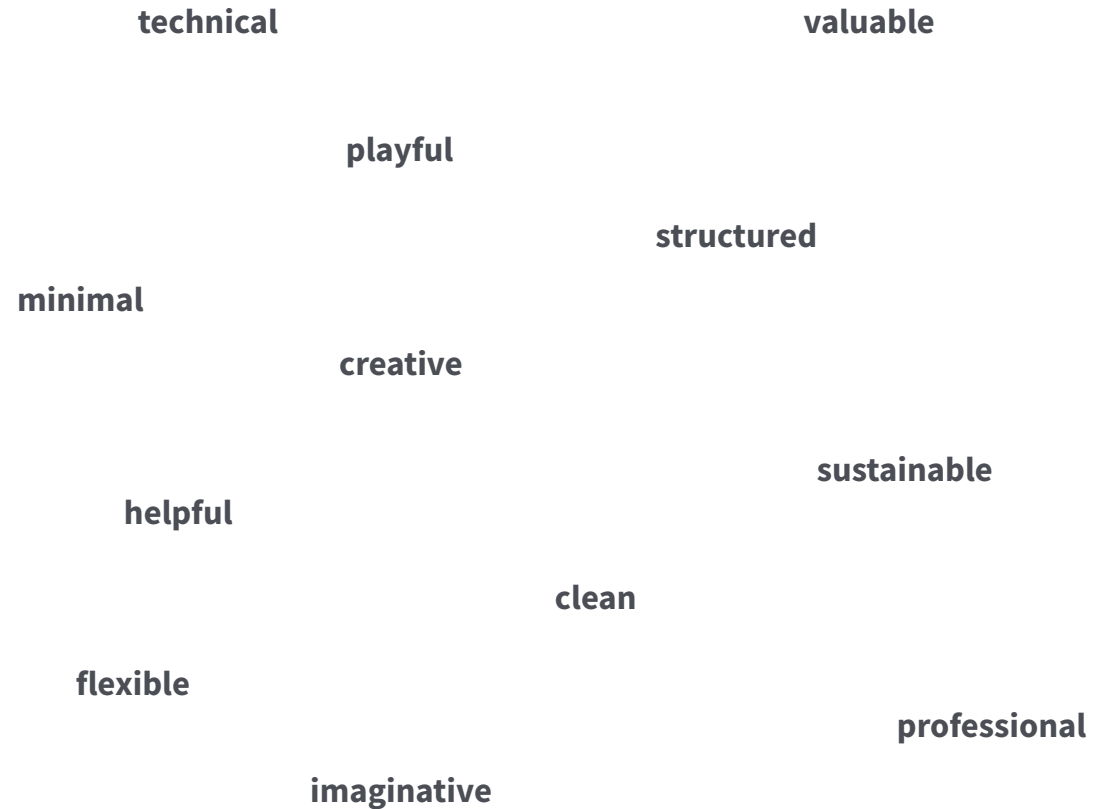 technical
valuable
playful
structured
minimal
creative
sustainable
helpful
clean
flexible
professional
imaginative